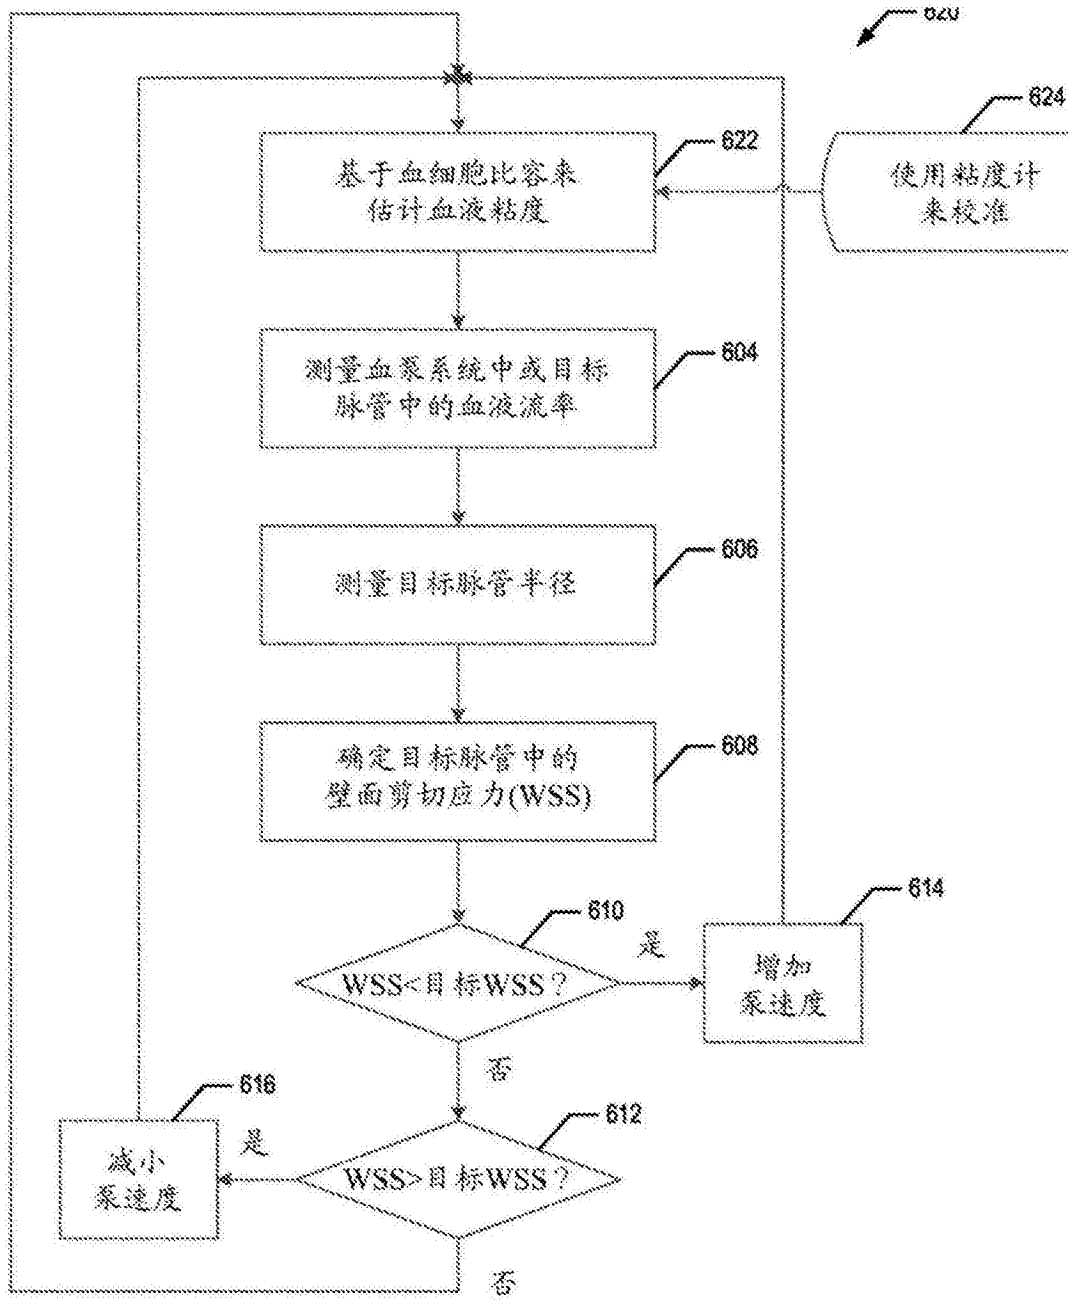 620
624
622
基于血细胞比容来
估计血液粘度
使用粘度计
来校准
604
测量血泵系统中或目标
脉管中的血液流率
606
测量目标脉管半径
608
确定目标脉管中的
壁面剪切应力(WSS)
610
614
WSS<目标WSS？
是
增加
泵速度
否
616
612
减小
泵速度
是
WSS>目标WSS？
否